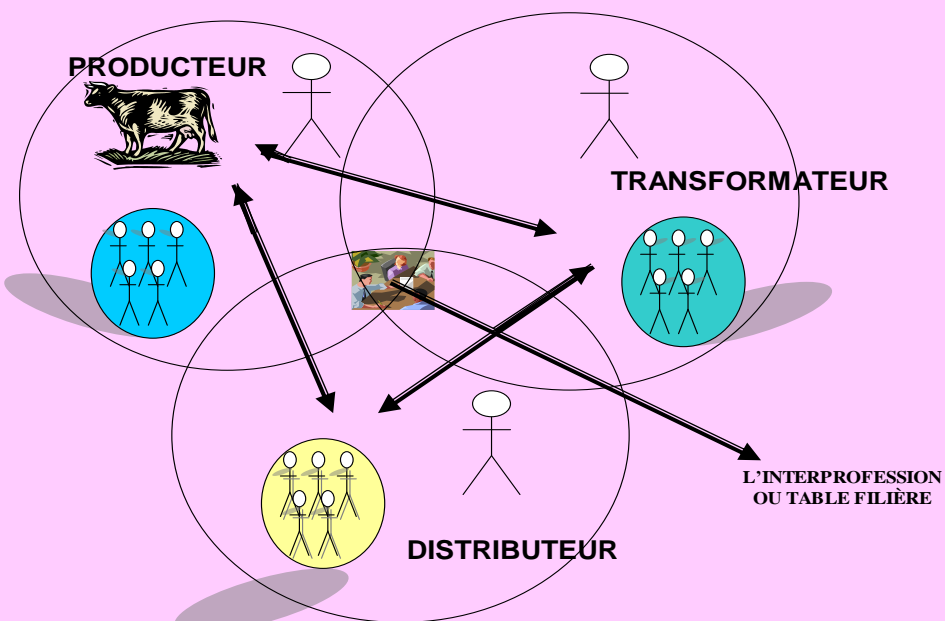 PRODUCTEUR
TRANSFORMATEUR
L'INTERPROFESSION
OU TABLE FILIÈRE
DISTRIBUTEUR